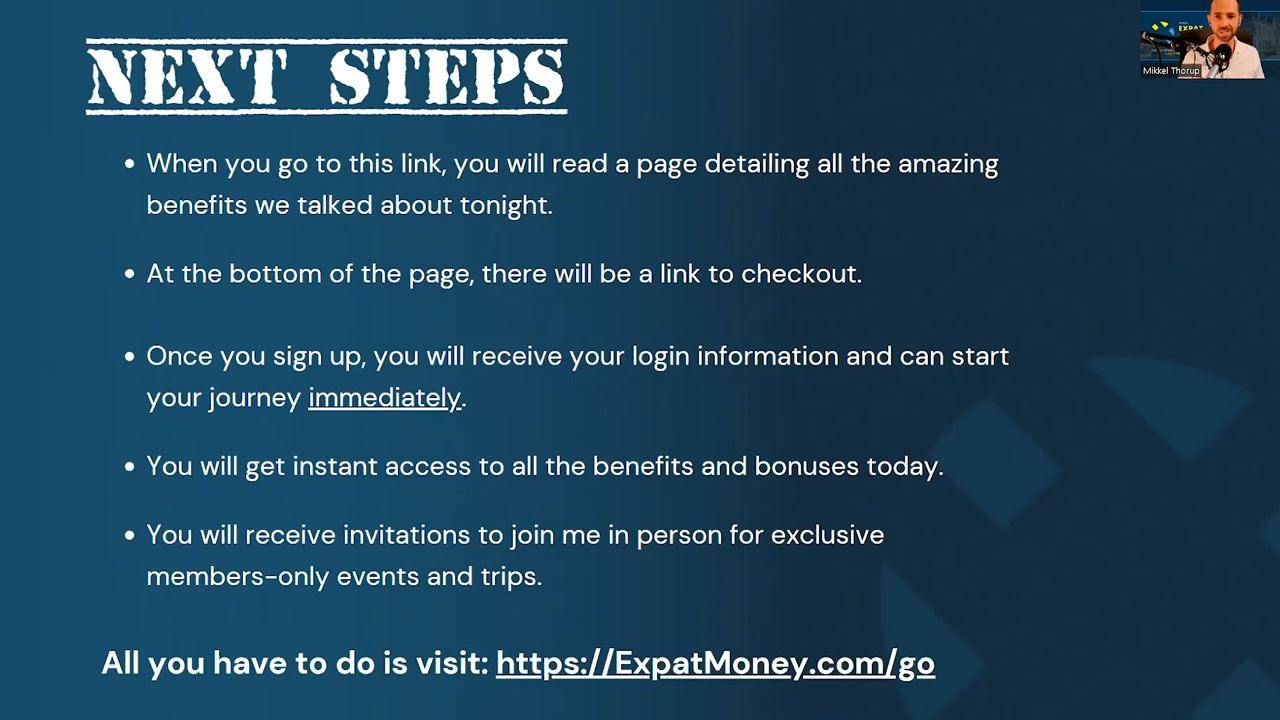 NEXT STEPS
EXPAT
Mikkel Thorup
When you go to this link, you will read a page detailing all the amazing
benefits we talked about tonight.
At the bottom of the page, there will be a link to checkout.
Once you sign up, you will receive your login information and can start
your journey immediately.
You will get instant access to all the benefits and bonuses today.
You will receive invitations to join me in person for exclusive
members-only events and trips.
All you have to do is visit: https://ExpatMoney.com/go